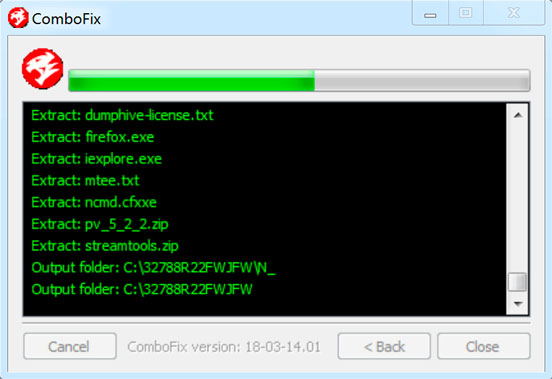 ComboFix
Extract: dumphive-license.txt
Extract: firefox.exe
Extract: iexplore.exe
Extract: mtee.txt
Extract: ncmd.cfxxe
Extract: pv_5_2_2.zip
Extract: streamtools.zip
Output folder: C:\32788R22FWJFW\N_
Output folder: C:\32788R22FWJFW
Cancel
ComboFix version: 18-03-14.01
< Back
Close